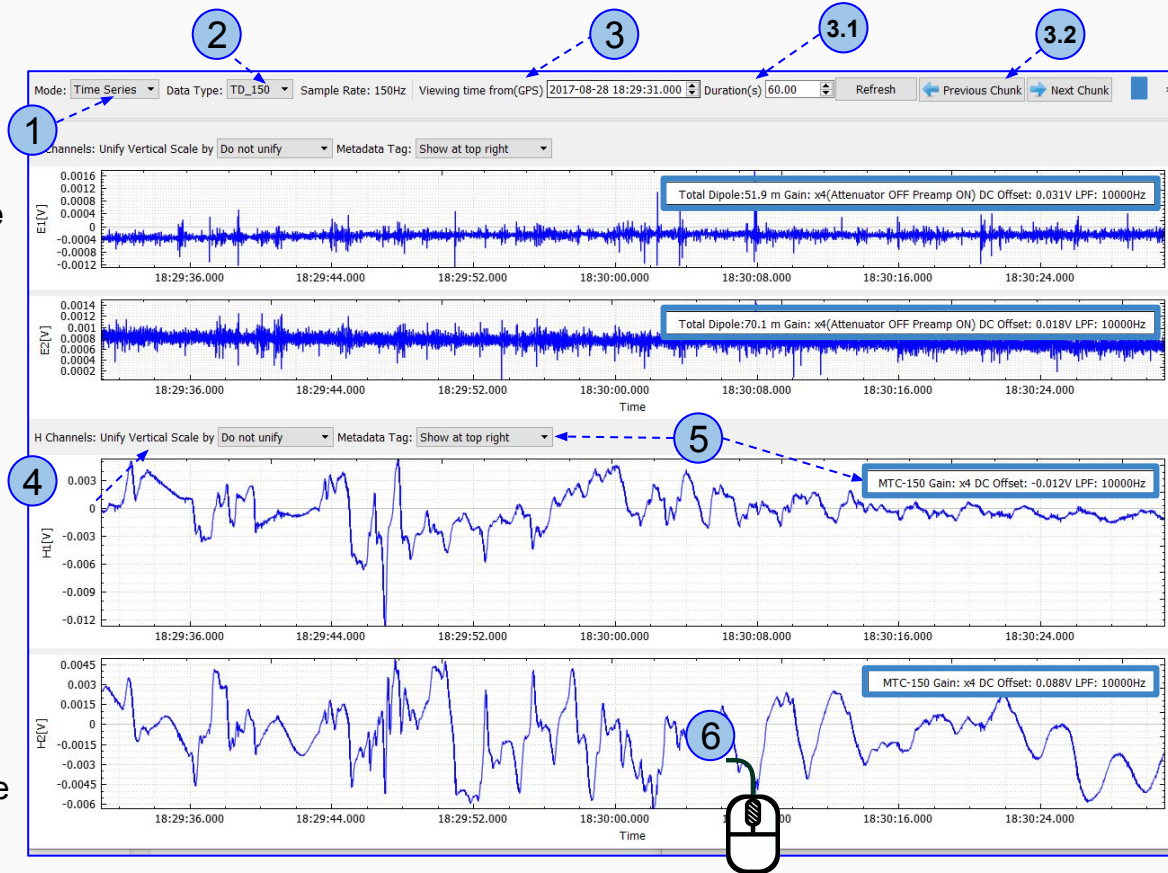 2
3
3.1
3.2
Mode: Time Series Data Type: TD_150 Sample Rate: 150Hz Viewing time from(GPS) 2017-08-28 18:29:31.000 Duration(s) 60.00 Refresh Previous Chunk Next Chunk
1
Channels: Unify Vertical Scale by Do not unify Metadata Tag: Show at top right
E1[V]
0.0016
0.0012
0.0008
0.0004
0
-0.0004
-0.0008
-0.0012
Total Dipole:51.9 m Gain: x4(Attenuator OFF Preamp ON) DC Offset: 0.031V LPF: 10000Hz
18:29:36.000 18:29:44.000 18:29:52.000 18:30:00.000 18:30:08.000 18:30:16.000 18:30:24.000
e
E2[V]
0.0014
0.0012
0.001
0.0008
0.0006
0.0004
0.0002
Total Dipole:70.1 m Gain: x4(Attenuator OFF Preamp ON) DC Offset: 0.018V LPF: 10000Hz
18:29:36.000 18:29:44.000 18:29:52.000 18:30:00.000 18:30:08.000 18:30:16.000 18:30:24.000
Time
H Channels: Unify Vertical Scale by Do not unify Metadata Tag: Show at top right
5
4
H1[V]
0.003
0
-0.003
-0.006
-0.009
-0.012
MTC-150 Gain: x4 DC Offset: -0.012V LPF: 10000Hz
18:29:36.000 18:29:44.000 18:29:52.000 18:30:00.000 18:30:08.000 18:30:16.000 18:30:24.000
H2[V]
0.0045
0.003
0.0015
0
-0.0015
-0.003
-0.0045
-0.006
MTC-150 Gain: x4 DC Offset: 0.088V LPF: 10000Hz
6
e
18:29:36.000 18:29:44.000 18:29:52.000 18:30:00.000 18:30:16.000 18:30:24.000
Time